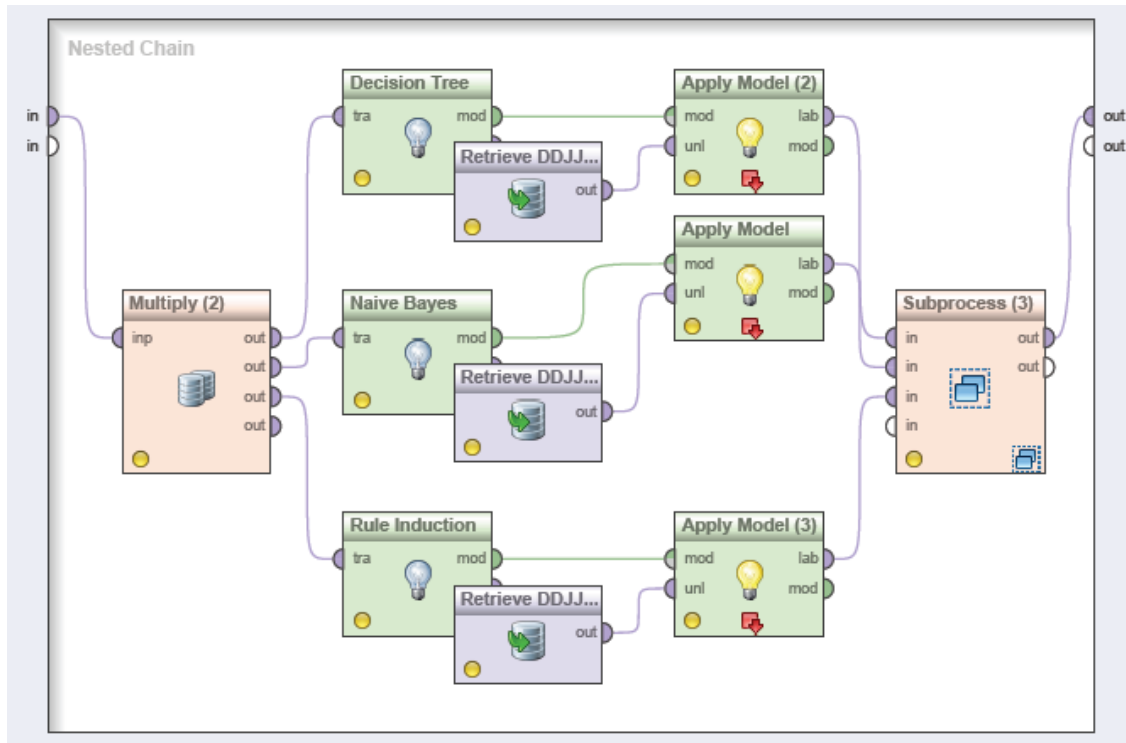 Nested Chain
in
in
out
out
Multiply (2)
inp
out
out
out
out
Decision Tree
tra
mod
Retrieve DDJJ...
out
Apply Model (2)
mod
unl
lab
mod
Naive Bayes
tra
mod
Retrieve DDJJ...
out
Apply Model
mod
unl
lab
mod
Rule Induction
tra
mod
Retrieve DDJJ...
out
Apply Model (3)
mod
unl
lab
mod
Subprocess (3)
in
in
in
in
out
out